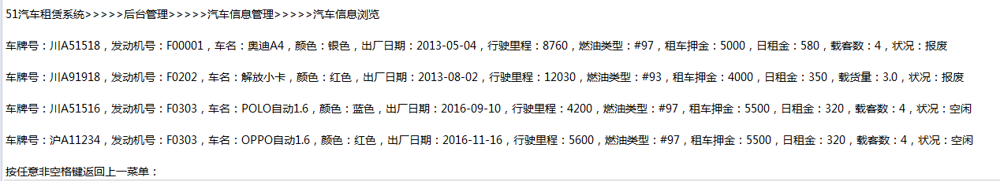 51汽车租赁系统>>>>>后台管理>>>>>汽车信息管理>>>>>汽车信息浏览
车牌号：川A51518，发动机号：F00001，车名：奥迪A4，颜色：银色，出厂日期：2013-05-04，行驶里程：8760，燃油类型：#97，租车押金：5000，日租金：580，载客数：4，状况：报废
车牌号：川A91918，发动机号：F0202，车名：解放小卡，颜色：红色，出厂日期：2013-08-02，行驶里程：12030，燃油类型：#93，租车押金：4000，日租金：350，载货量：3.0，状况：报废
车牌号：川A51516，发动机号：F0303，车名：POLO自动1.6，颜色：蓝色，出厂日期：2016-09-10，行驶里程：4200，燃油类型：#97，租车押金：5500，日租金：320，载客数：4，状况：空闲
车牌号：沪A11234，发动机号：F0303，车名：OPPO自动1.6，颜色：红色，出厂日期：2016-11-16，行驶里程：5600，燃油类型：#97，租车押金：5500，日租金：320，载客数：4，状况：空闲
按任意非空格键返回上一菜单：